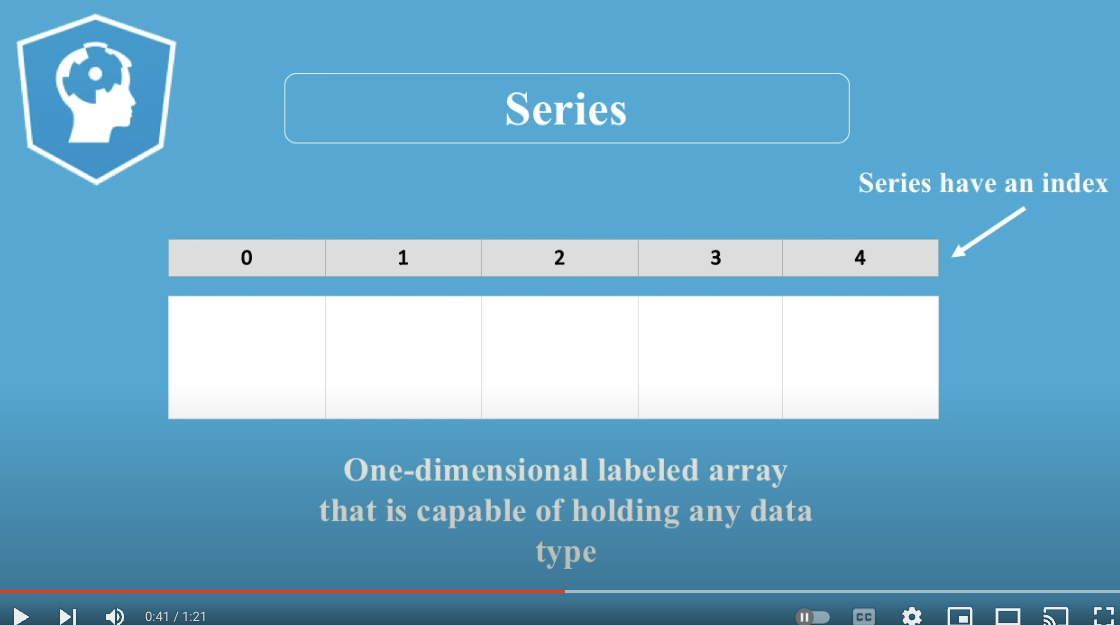 Series
Series have an index
0 1 2 3 4
One-dimensional labeled array
that is capable of holding any data
type
0:41 / 1:21
CC